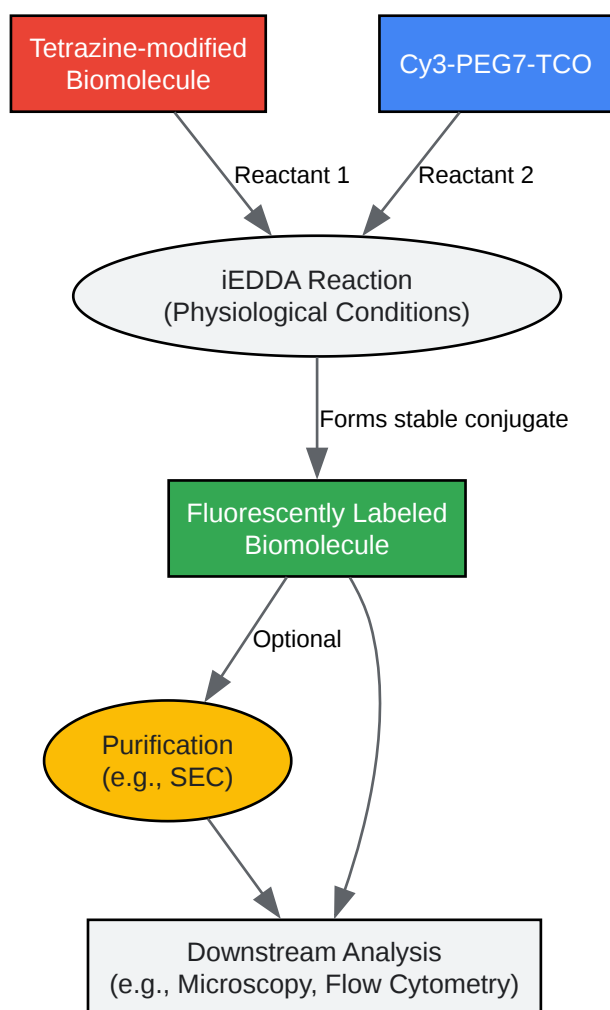 Tetrazine-modified
Biomolecule
Cy3-PEG7-TCO
Reactant 1
Reactant 2
iEDDA Reaction
(Physiological Conditions)
Forms stable conjugate
Fluorescently Labeled
Biomolecule
Optional
Purification
(e.g., SEC)
Downstream Analysis
(e.g., Microscopy, Flow Cytometry)